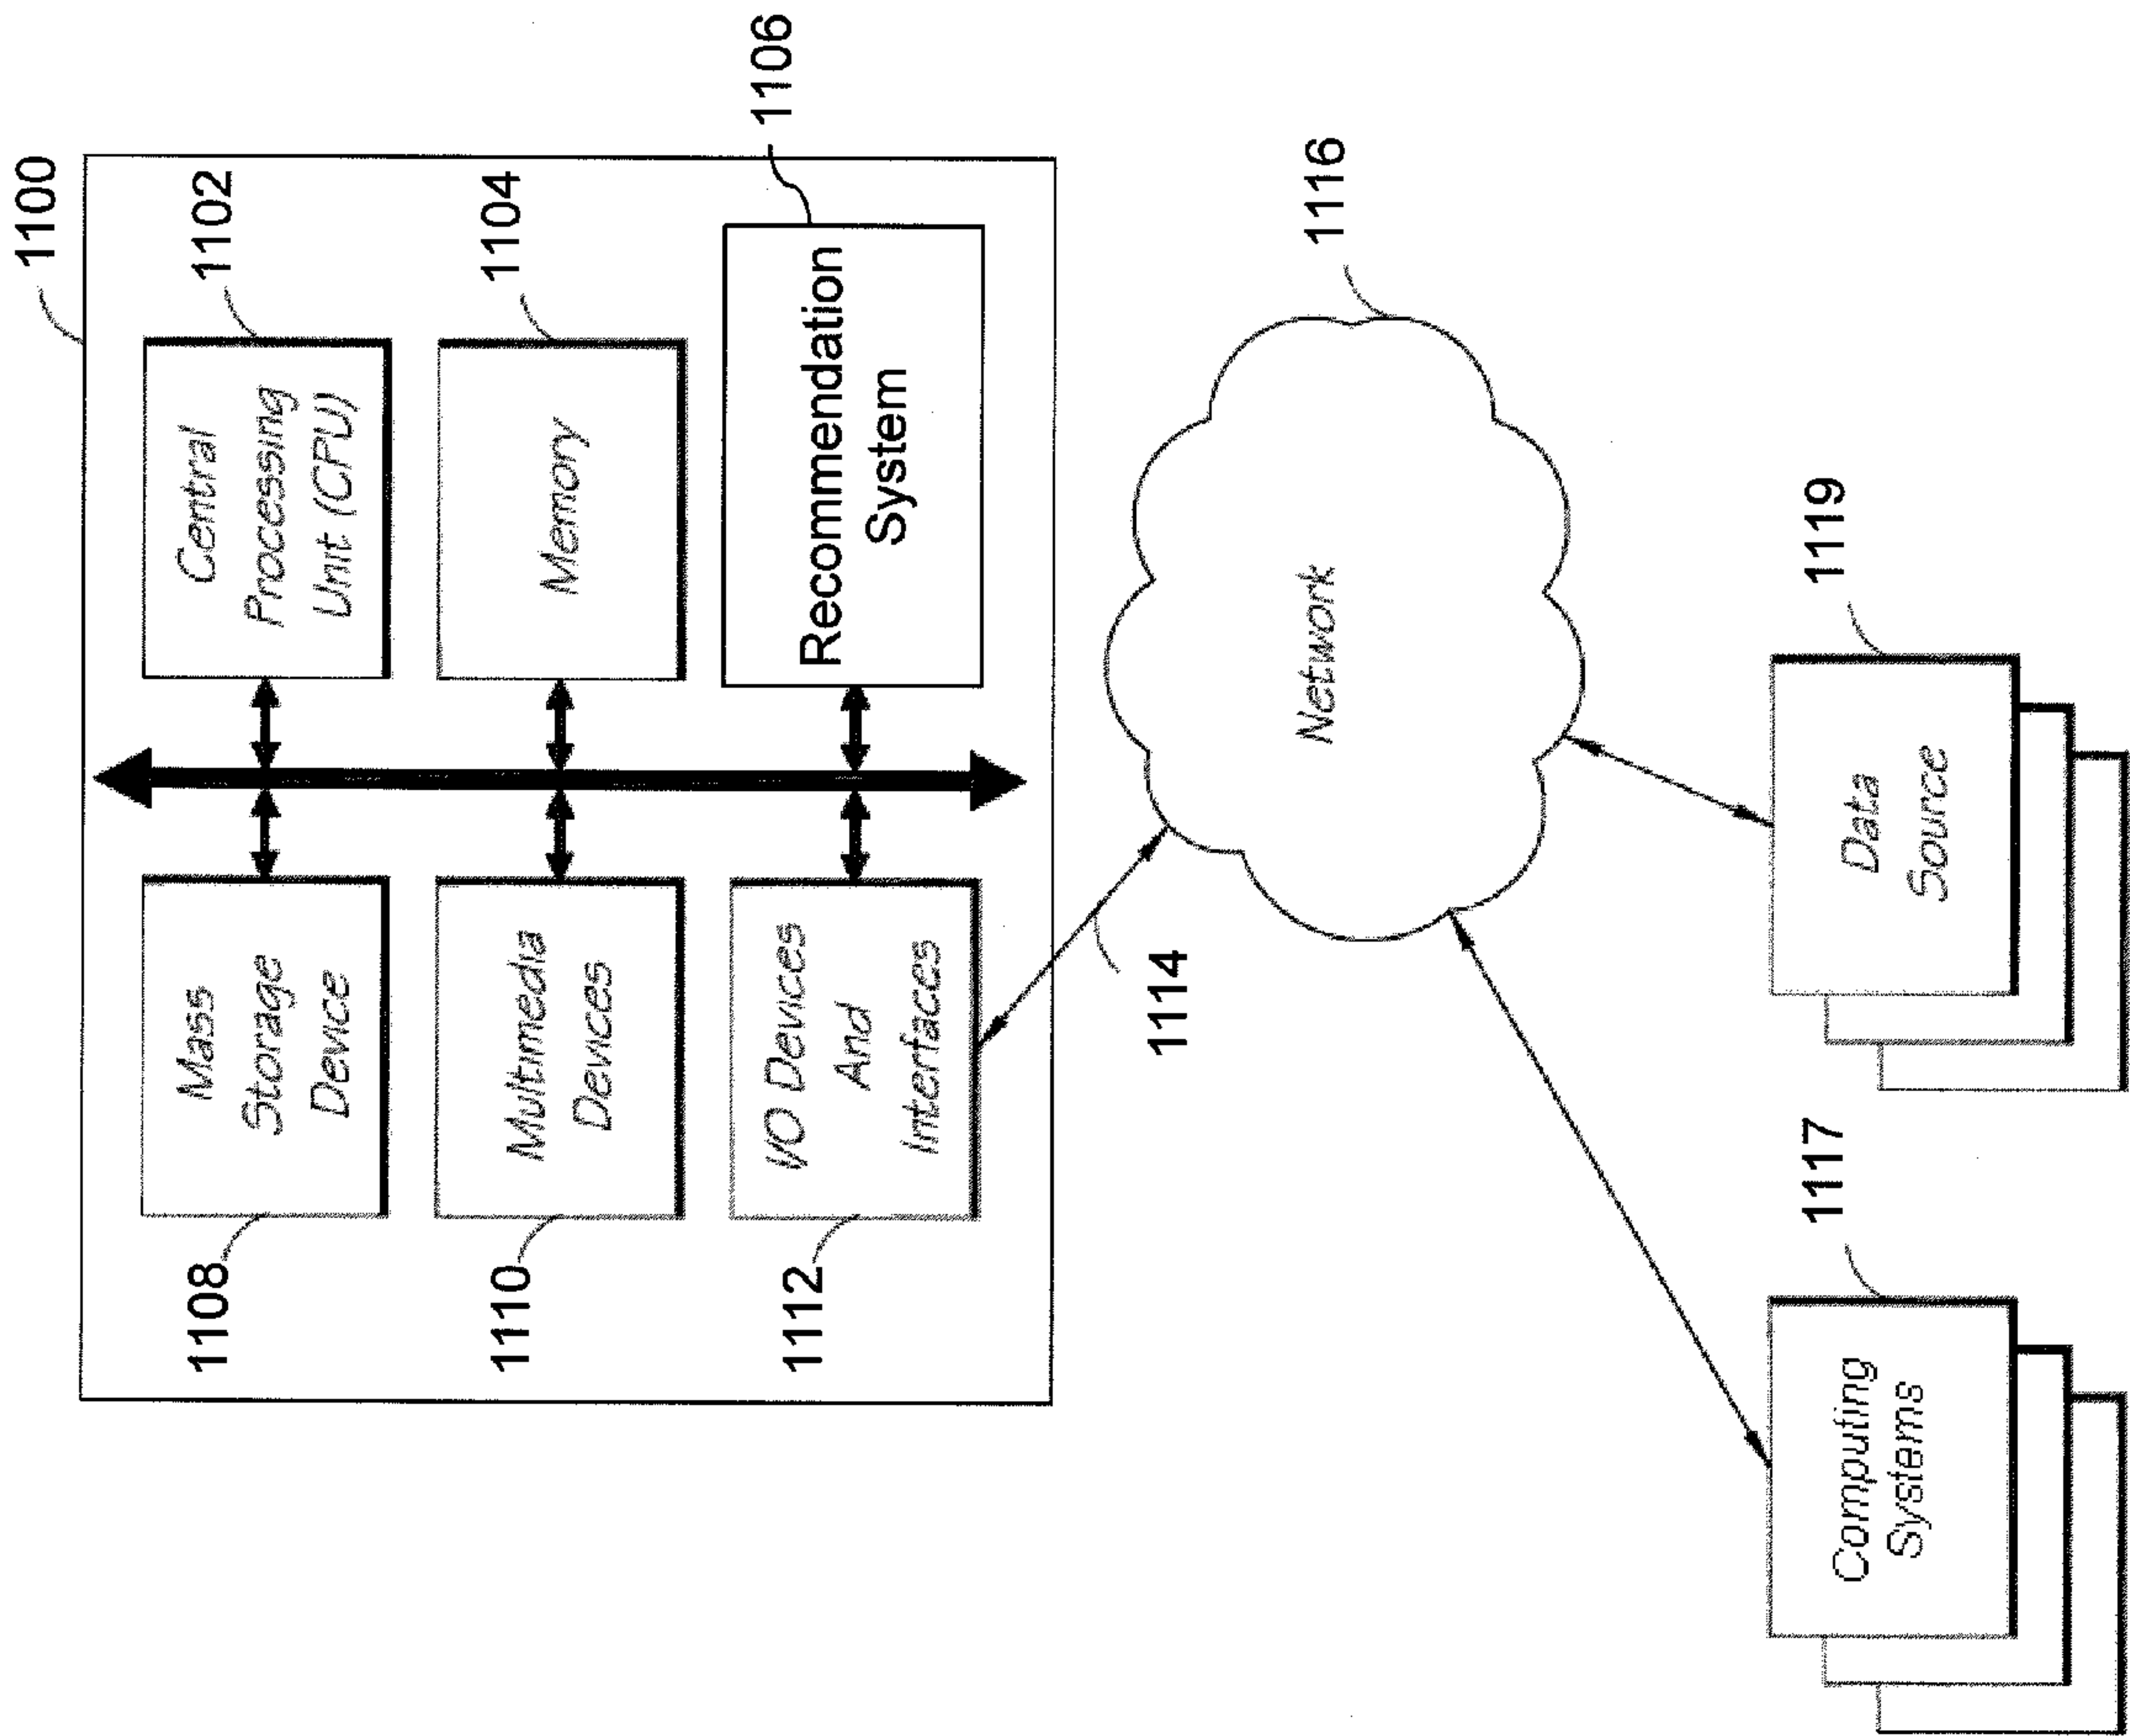 1100
Mass
Storage
Device
1108
Central
Processing
Unit (CPU)
1102
Multimedia
Devices
1110
Memory
1104
I/O Devices
And
Interfaces
1112
Recommendation
System
1106
1114
Network
1116
Computing
Systems
1117
Data
Source
1119